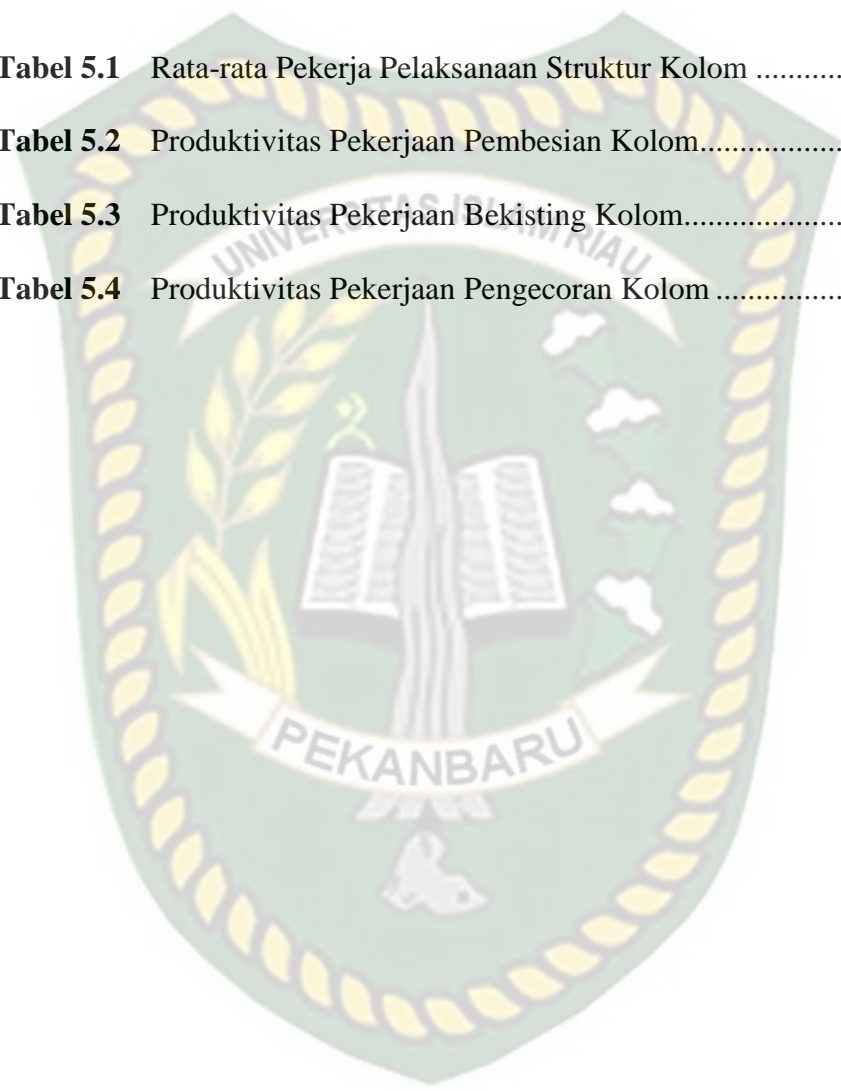 Tabel 5.1 Rata-rata Pekerja Pelaksanaan Struktur Kolom ...........
Tabel 5.2 Produktivitas Pekerjaan Pembesian Kolom..................
Tabel 5.3 Produktivitas Pekerjaan Bekisting Kolom....................
UNIVERSITAS ISLAM RIAU
Tabel 5.4 Produktivitas Pekerjaan Pengecoran Kolom ................
PEKANBARU